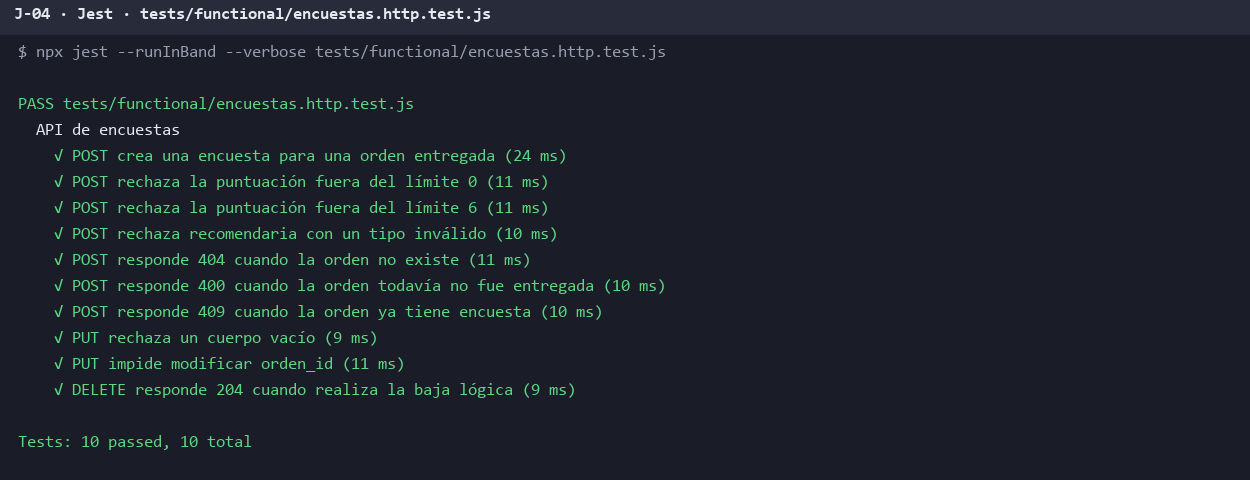 J-04 · Jest · tests/functional/encuestas.http.test.js
$ npx jest --runInBand --verbose tests/functional/encuestas.http.test.js
PASS tests/functional/encuestas.http.test.js
API de encuestas
√ POST crea una encuesta para una orden entregada (24 ms)
√ POST rechaza la puntuación fuera del límite 0 (11 ms)
√ POST rechaza la puntuación fuera del límite 6 (11 ms)
√ POST rechaza recomendaria con un tipo inválido (10 ms)
√ POST responde 404 cuando la orden no existe (11 ms)
√ POST responde 400 cuando la orden todavía no fue entregada (10 ms)
√ POST responde 409 cuando la orden ya tiene encuesta (10 ms)
√ PUT rechaza un cuerpo vacío (9 ms)
√ PUT impide modificar orden_id (11 ms)
√ DELETE responde 204 cuando realiza la baja lógica (9 ms)
Tests: 10 passed, 10 total